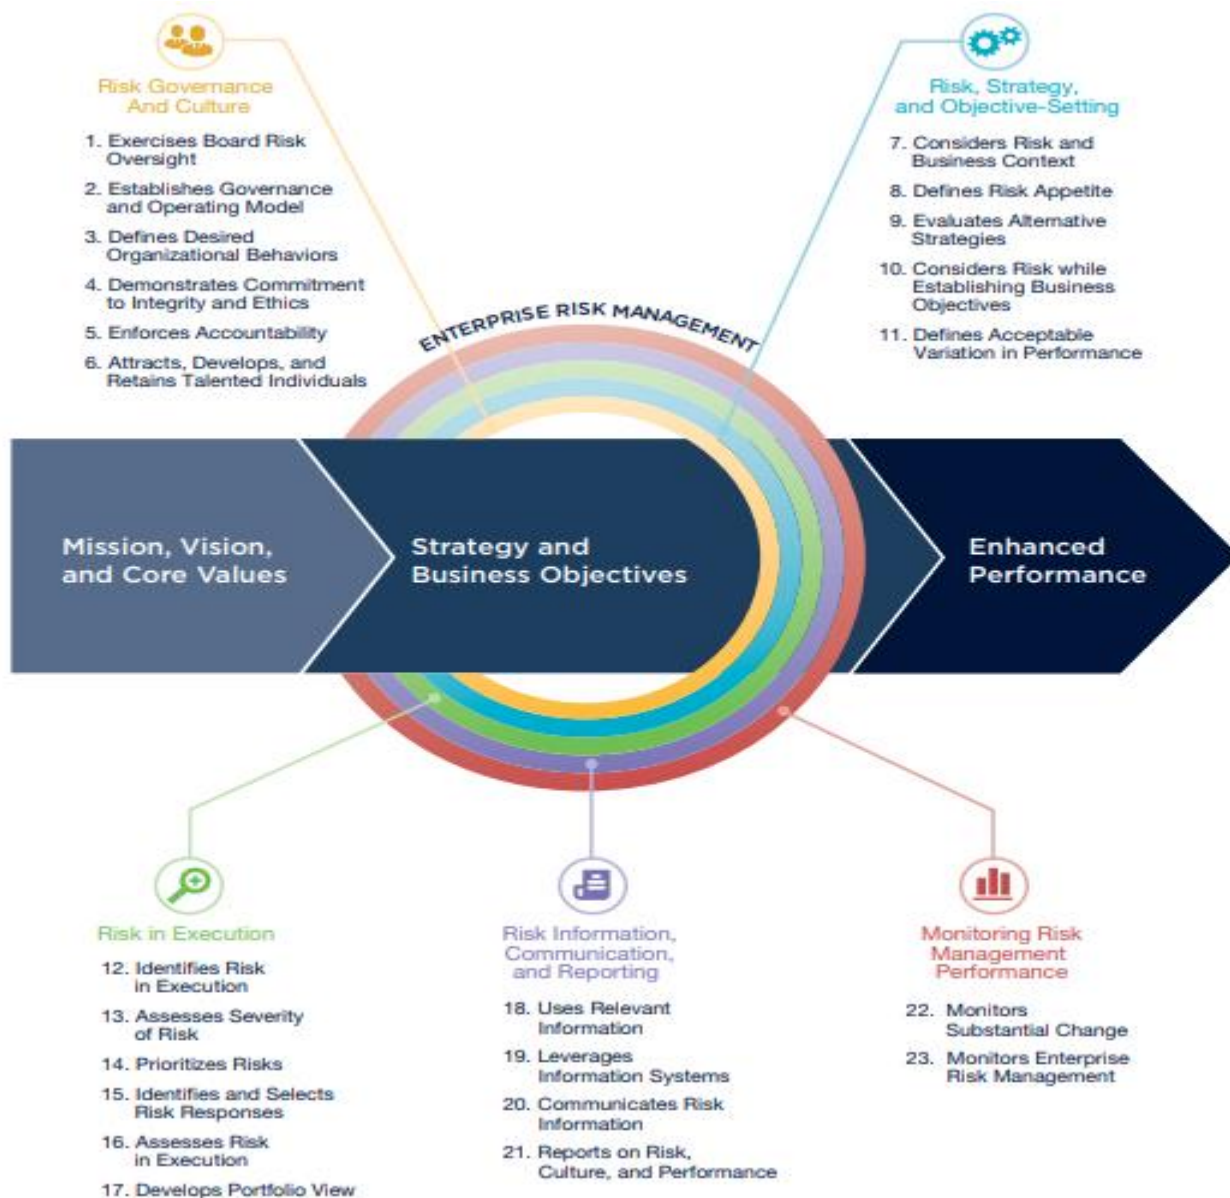 Risk Governance
And Culture
1. Exercises Board Risk
Oversight
2. Establishes Governance
and Operating Model
3. Defines Desired
Organizational Behaviors
4. Demonstrates Commitment
to Integrity and Ethics
5. Enforces Accountability
6. Attracts, Develops, and
Retains Talented Individuals
Risk, Strategy,
and Objective-Setting
7. Considers Risk and
Business Context
8. Defines Risk Appetite
9. Evaluates Alternative
Strategies
10. Considers Risk while
Establishing Business
Objectives
11. Defines Acceptable
Variation in Performance
ENTERPRISE RISK MANAGEMENT
Mission, Vision,
and Core Values
Strategy and
Business Objectives
Enhanced
Performance
Risk in Execution
12. Identifies Risk
in Execution
13. Assesses Severity
of Risk
14. Prioritizes Risks
15. Identifies and Selects
Risk Responses
16. Assesses Risk
in Execution
17. Develops Portfolio View
Risk Information,
Communication,
and Reporting
18. Uses Relevant
Information
19. Leverages
Information Systems
20. Communicates Risk
Information
21. Reports on Risk,
Culture, and Performance
Monitoring Risk
Management
Performance
22. Monitors
Substantial Change
23. Monitors Enterprise
Risk Management